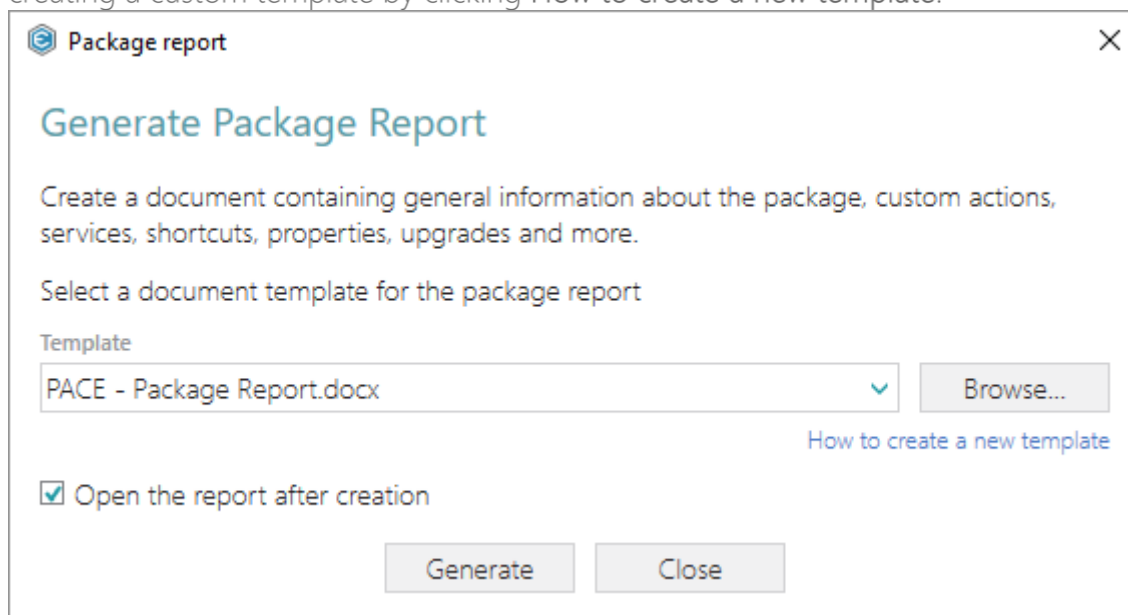 creating a custom template by clicking How to create a new template.
Package report
Generate Package Report
Create a document containing general information about the package, custom actions,
services, shortcuts, properties, upgrades and more.
Select a document template for the package report
Template
PACE - Package Report.docx
Browse...
How to create a new template
Open the report after creation
Generate
Close